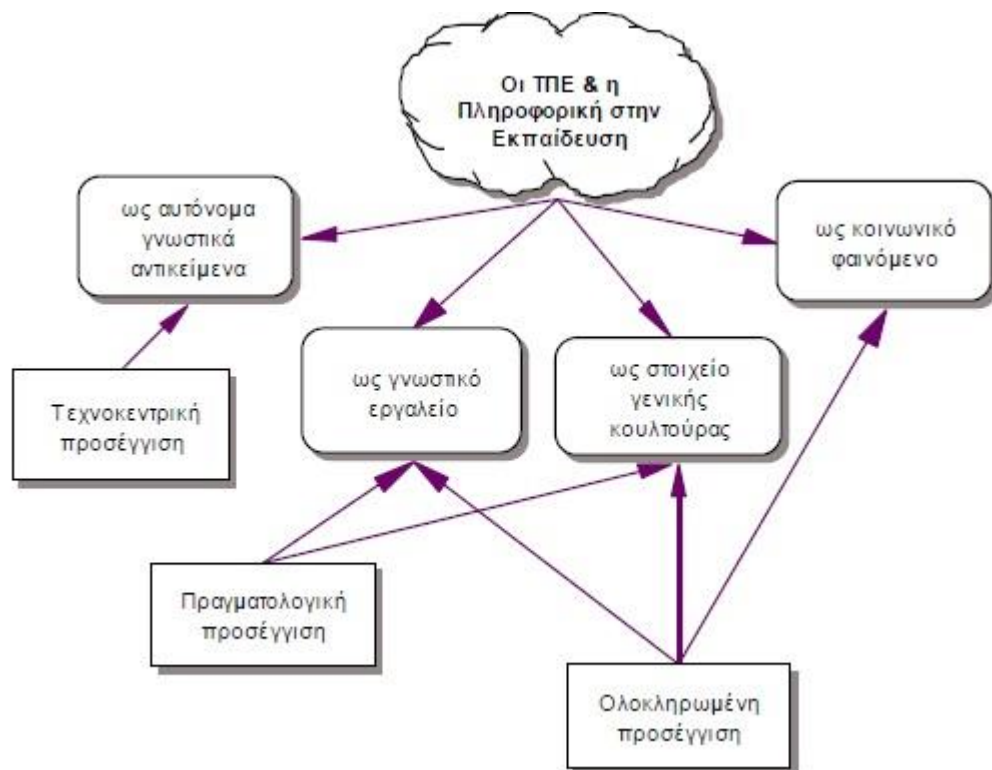 Οι ΤΠΕ & η
Πληροφορική στην
Εκπαίδευση
ως αυτόνομα
γνωστικά
αντικείμενα
ως κοινωνικό
φαινόμενο
ως γνωστικό
εργαλείο
ως στοιχείο
γενικής
κουλτούρας
Τεχνοκεντρική
προσέγγιση
Πραγματολογική
προσέγγιση
Ολοκληρωμένη
προσέγγιση